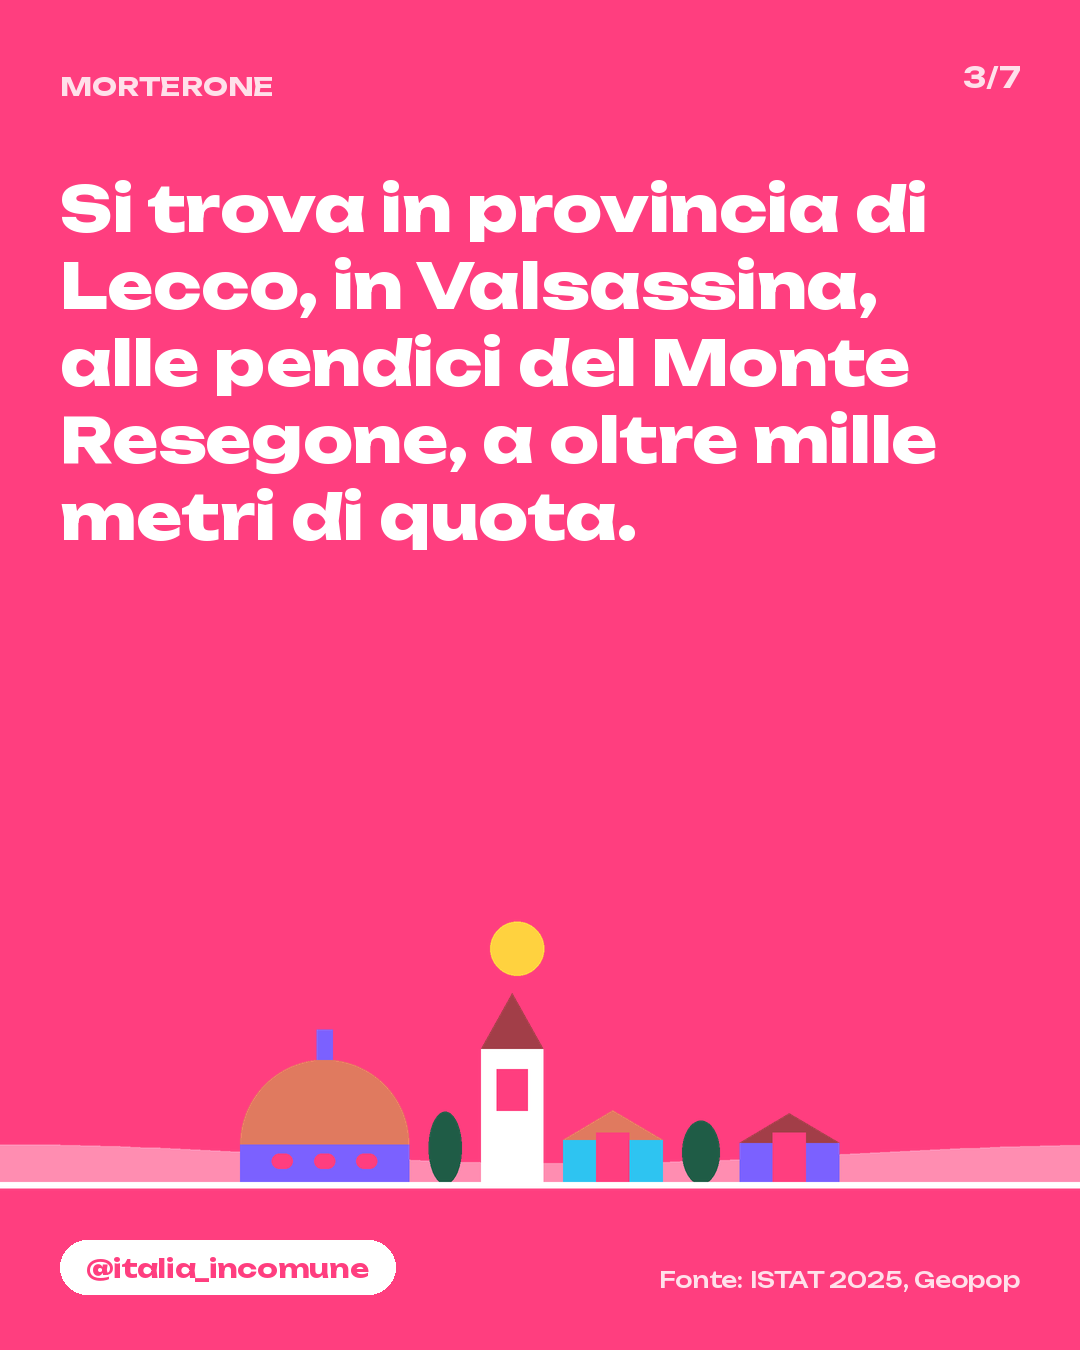 MORTERONE
3/7
Si trova in provincia di
Lecco, in Valsassina,
alle pendici del Monte
Resegone, a oltre mille
metri di quota.
@italia_incomune
Fonte: ISTAT 2025, Geopop